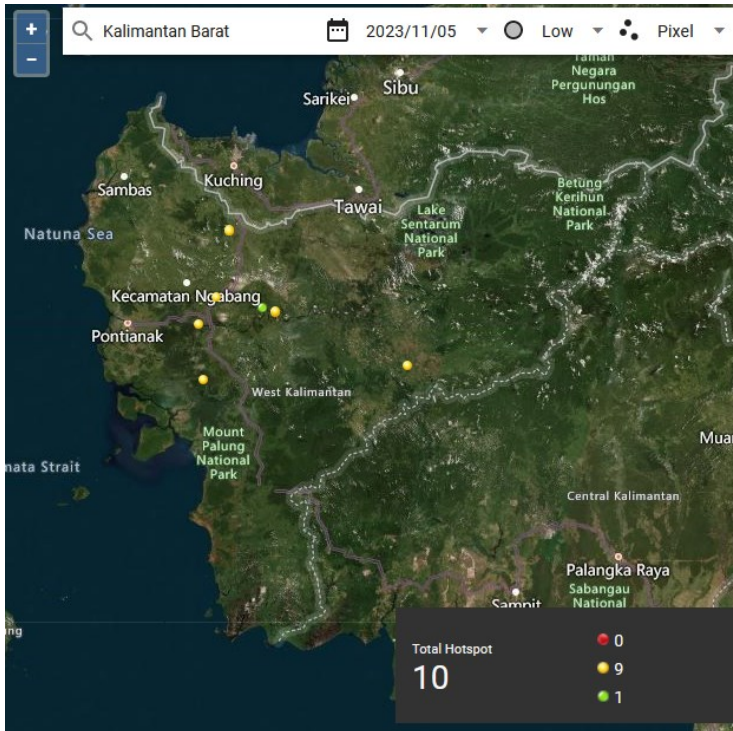 +
Kalimantan Barat
2023/11/05
Low
Pixel
−
Taman
Negara
Pergunungan
Hos
Sibu
Sarikei
Kuching
Sambas
Tawai
Betung
Kerihun
National
Park
Lake
Sentarum
National
Park
Natuna Sea
Kecamatan Ngabang
Pontianak
West Kalimantan
Mount
Palung
National
Park
Mua
mata Strait
Central Kalimantan
Palangka Raya
Sampit
Sabangau
National
ng
Total Hotspot
10
0
9
1